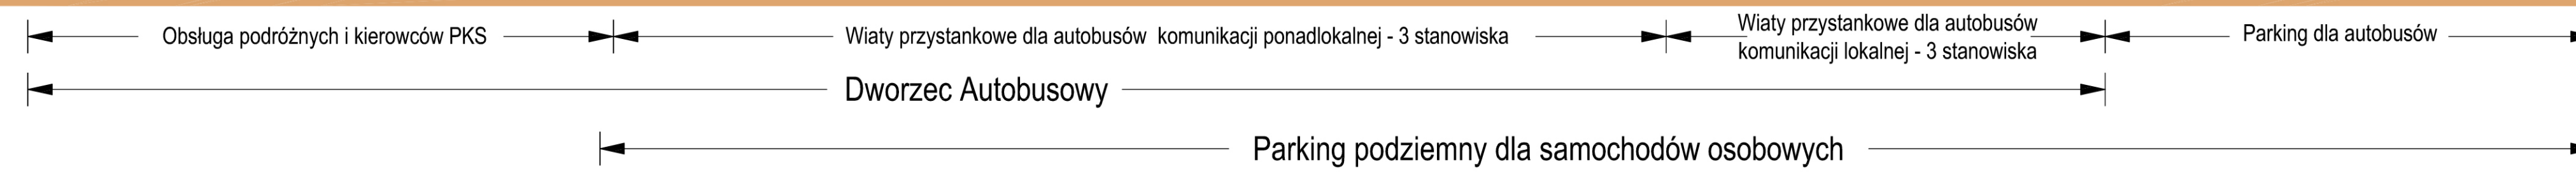 Obsługa podróżnych i kierowców PKS
Wiaty przystankowe dla autobusów komunikacji ponadlokalnej - 3 stanowiska
Wiaty przystankowe dla autobusów
komunikacji lokalnej - 3 stanowiska
Parking dla autobusów
Dworzec Autobusowy
Parking podziemny dla samochodów osobowych